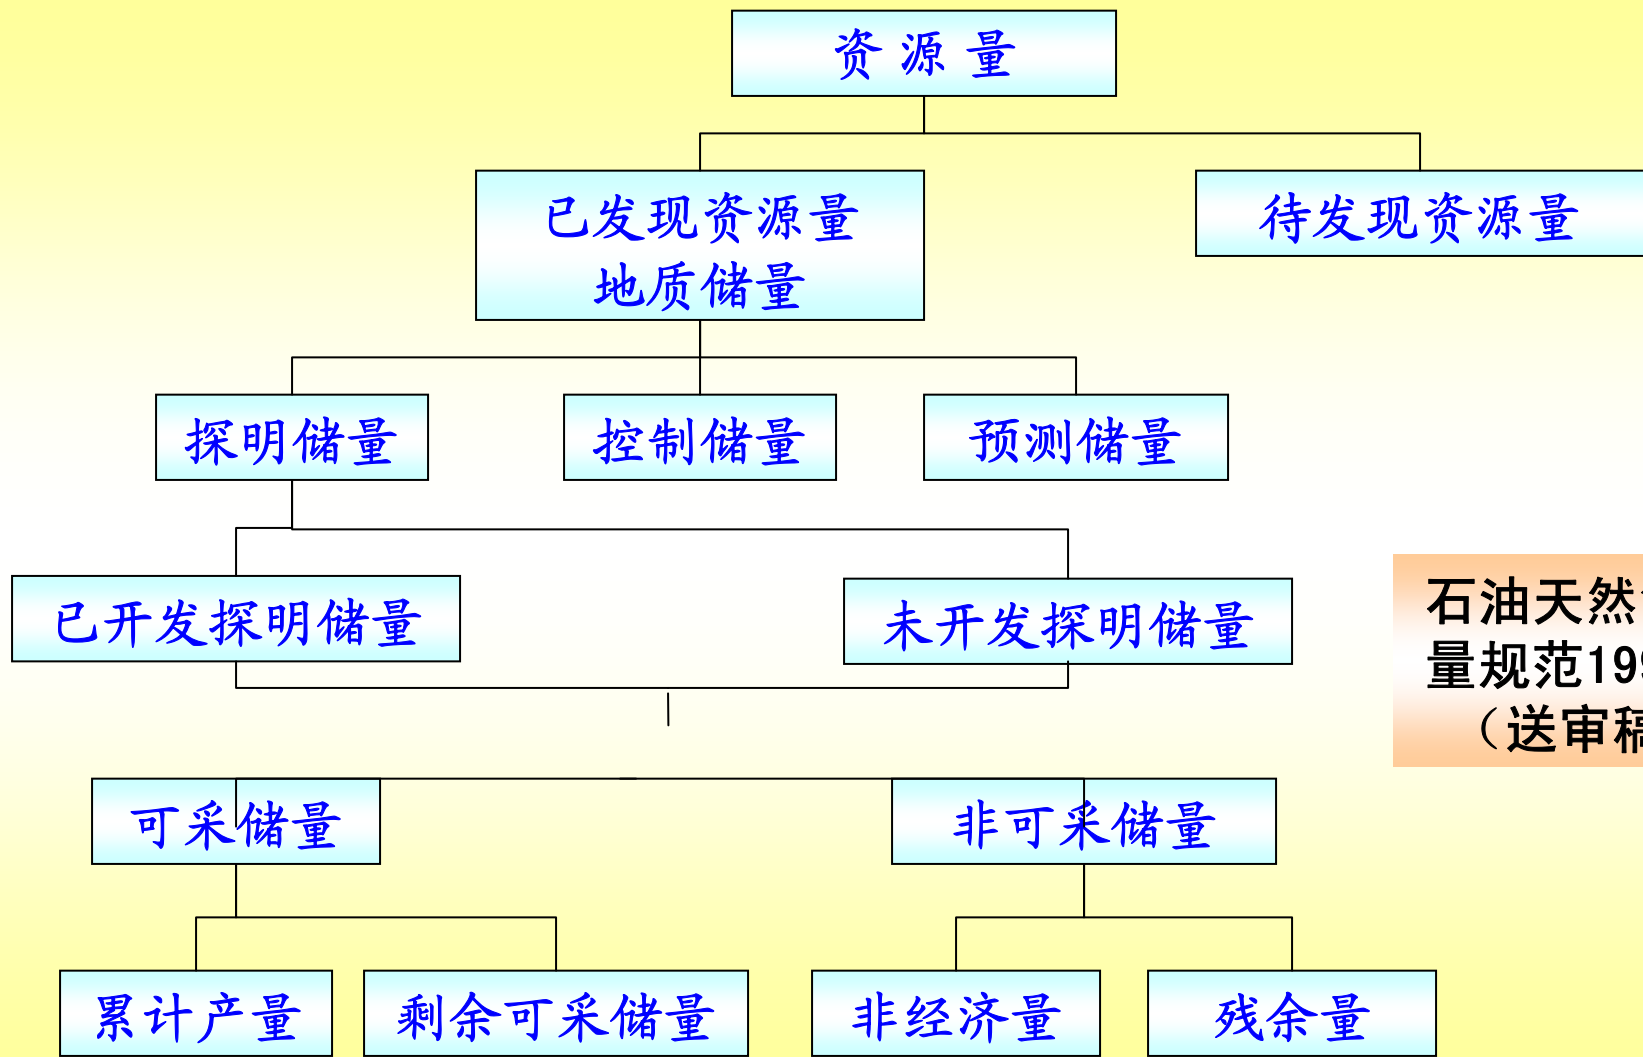 资源量
已发现资源量
地质储量
待发现资源量
探明储量
控制储量
预测储量
已开发探明储量
未开发探明储量
石油天然
量规范199
（送审稿
可采储量
非可采储量
累计产量
剩余可采储量
非经济量
残余量